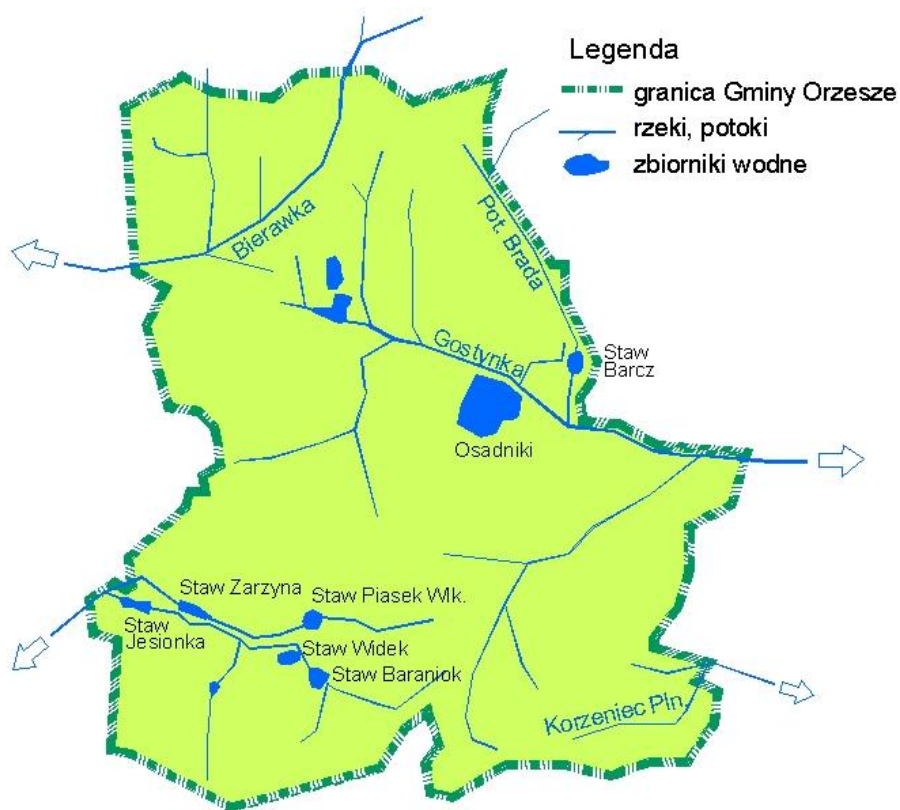 Legenda
granica Gminy Orzesze
rzeki, potoki
zbiorniki wodne
Bierawka
Pot. Brada
Gostynka
Staw
Barcz
Osadniki
Staw Zarzyna
Staw Piasek Wlk.
Staw
Jesionka
Staw Widek
Staw Baraniok
Korzeniec Płn.